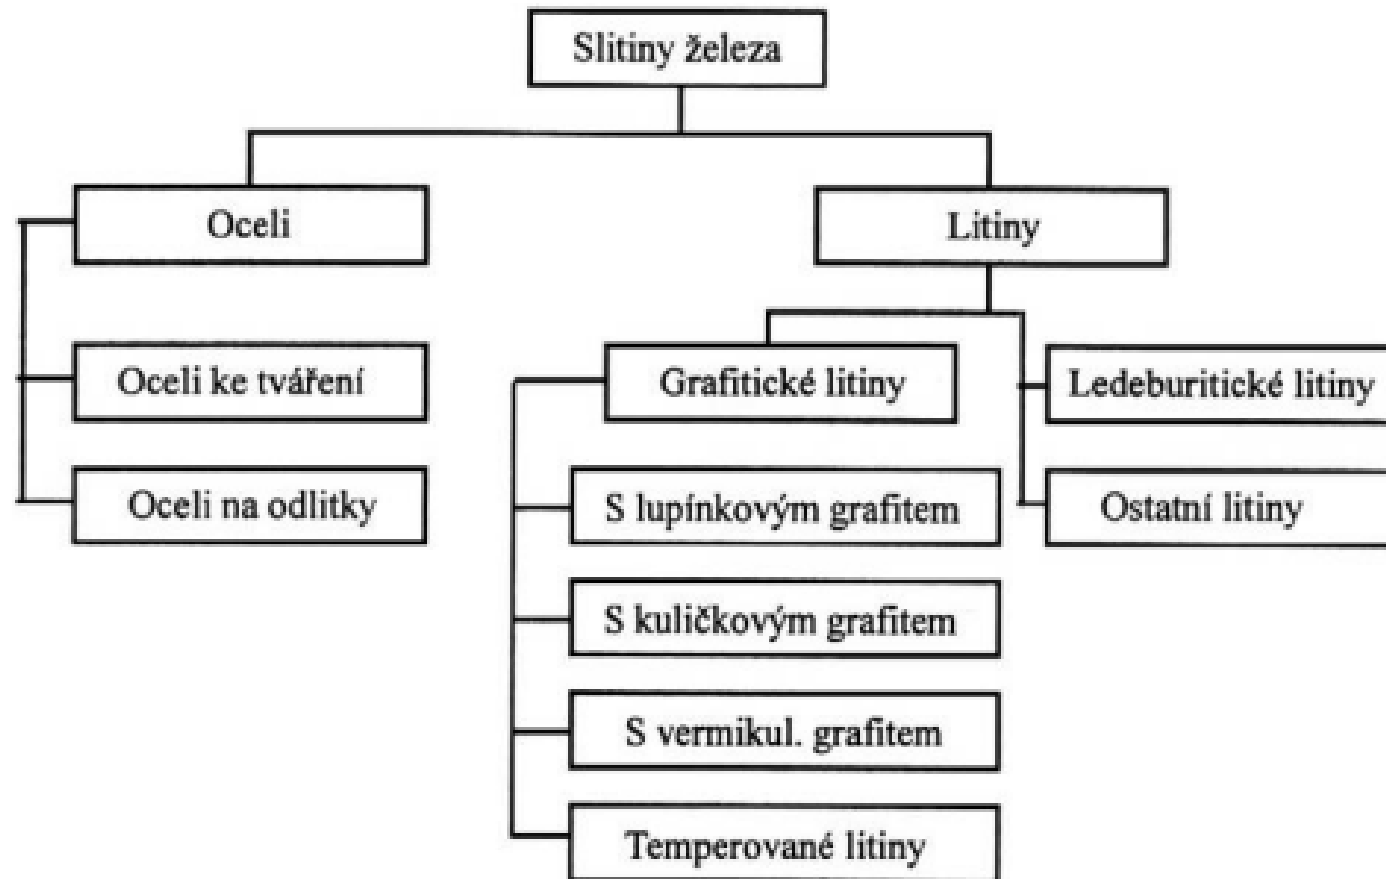 Slitiny železa
Oceli
Litiny
Oceli ke tváření
Grafitické litiny
Ledeburitické litiny
Oceli na odlitky
S lupínkovým grafitem
Ostatní litiny
S kuličkovým grafitem
S vermikul. grafitem
Temperované litiny